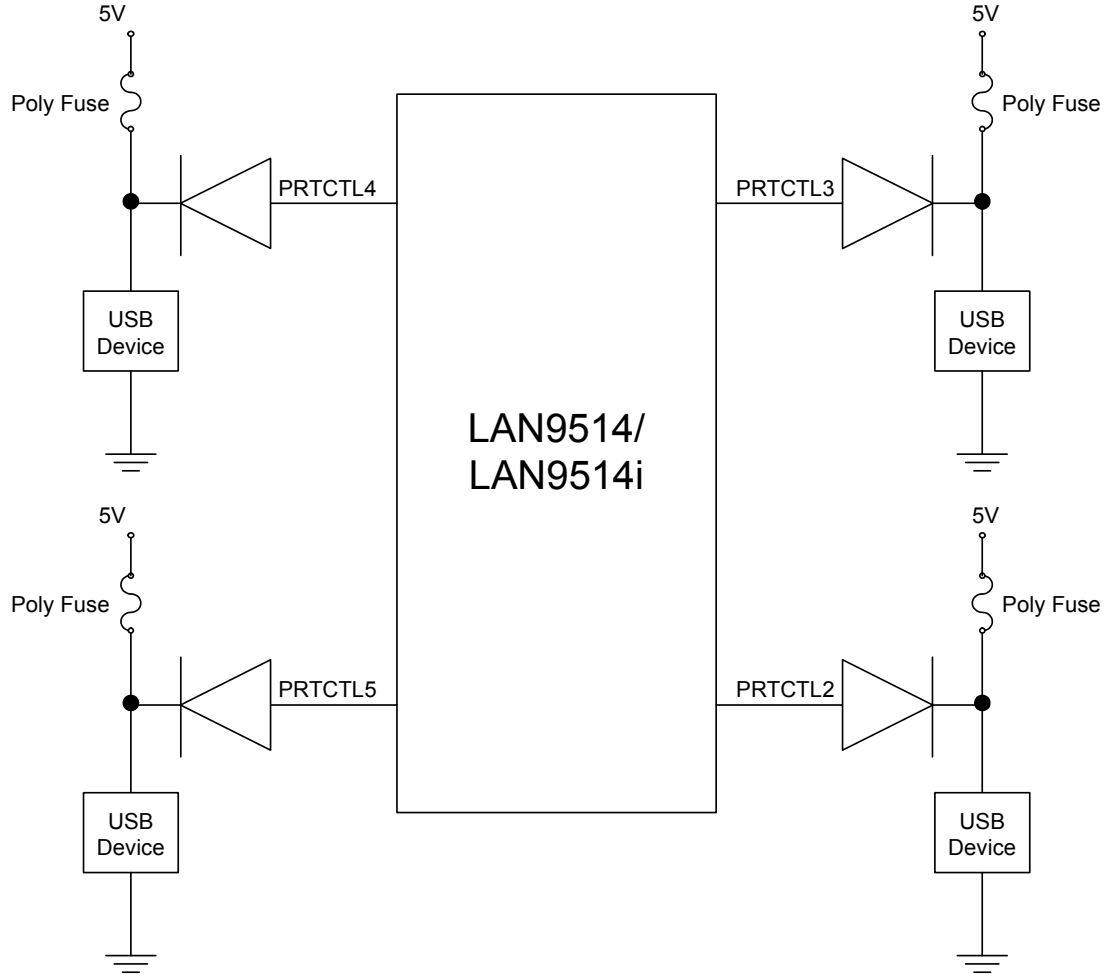 5V
5V
Poly Fuse
Poly Fuse
PRTCTL4
PRTCTL3
USB
Device
USB
Device
LAN9514/
LAN9514i
5V
5V
Poly Fuse
Poly Fuse
PRTCTL5
PRTCTL2
USB
Device
USB
Device